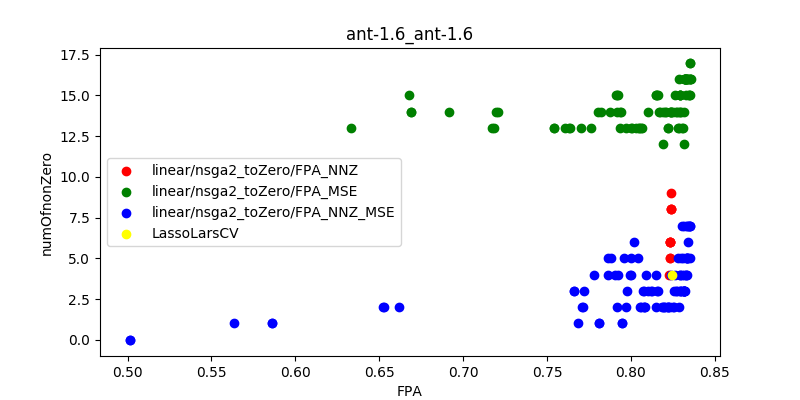 ant-1.6_ant-1.6
numOfnonZero
17.5
15.0
12.5
10.0
7.5
5.0
2.5
0.0
linear/nsga2_toZero/FPA_NNZ
linear/nsga2_toZero/FPA_MSE
linear/nsga2_toZero/FPA_NNZ_MSE
LassoLarsCV
0.50 0.55 0.60 0.65 0.70 0.75 0.80 0.85
FPA